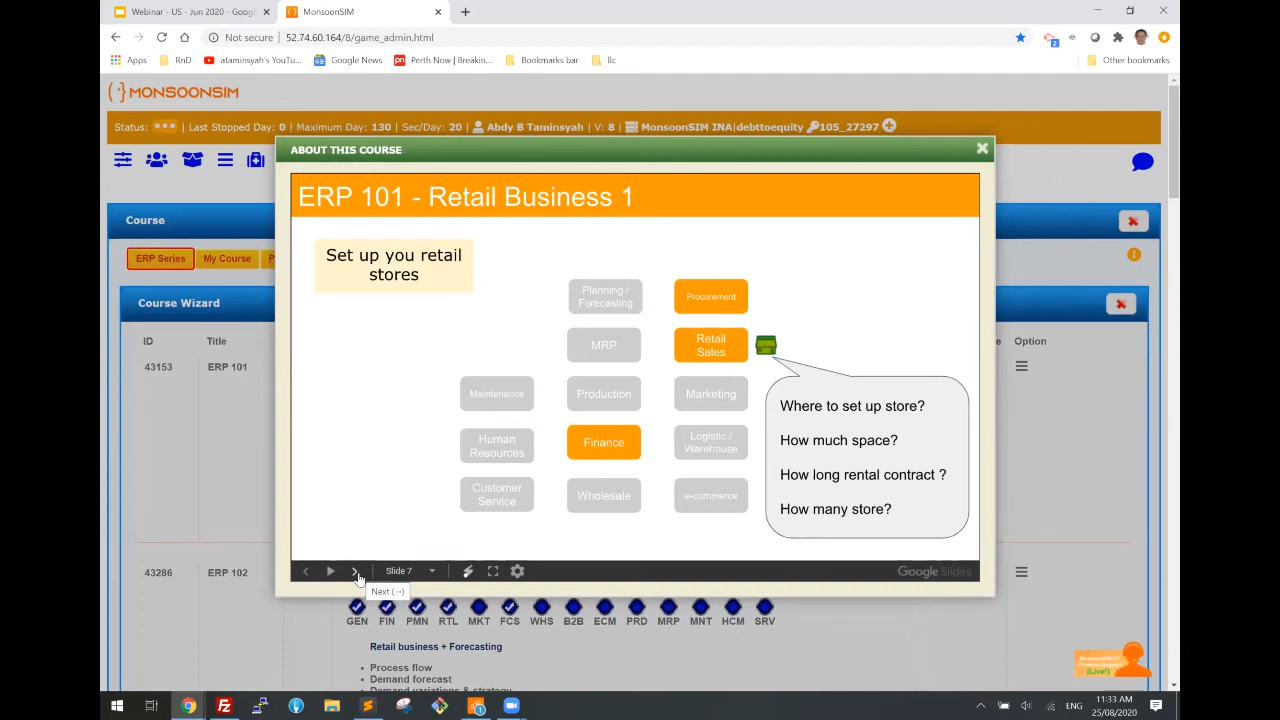 Webinar - US - Jun 2020 - Googl
MonsoonSIM
Not secure | 52.74.60.164/8/game_admin.html
Apps
RnD
ataminsyah's YouTu...
Google News
Perth Now | Breakin...
Bookmarks bar
llc
Other bookmarks
MONSOONSIM
Status: | Last Stopped Day: 0 | Maximum Day: 130 | Sec/Day: 20 | Abdy B Taminsyah | V: 8 | MonsoonSIM INA|debttoequity 105_27297
ABOUT THIS COURSE
Course
ERP Series
My Course
P
Course Wizard
ID
Title
e
Option
43153
ERP 101
43286
ERP 102
ERP 101 - Retail Business 1
Set up you retail
stores
Planning /
Forecasting
Procurement
MRP
Retail
Sales
Maintenance
Production
Marketing
Human
Resources
Finance
Logistic /
Warehouse
Customer
Service
Wholesale
e-commerce
Where to set up store?
How much space?
How long rental contract ?
How many store?
Slide 7
Google Slides
Next (→)
GEN FIN PMN RTL MKT FCS WHS B2B ECM PRD MRP MNT HCM SRV
Retail business + Forecasting
• Process flow
• Demand forecast
• Demand variations & strategy
(Live!)
ENG
11:33 AM
25/08/2020